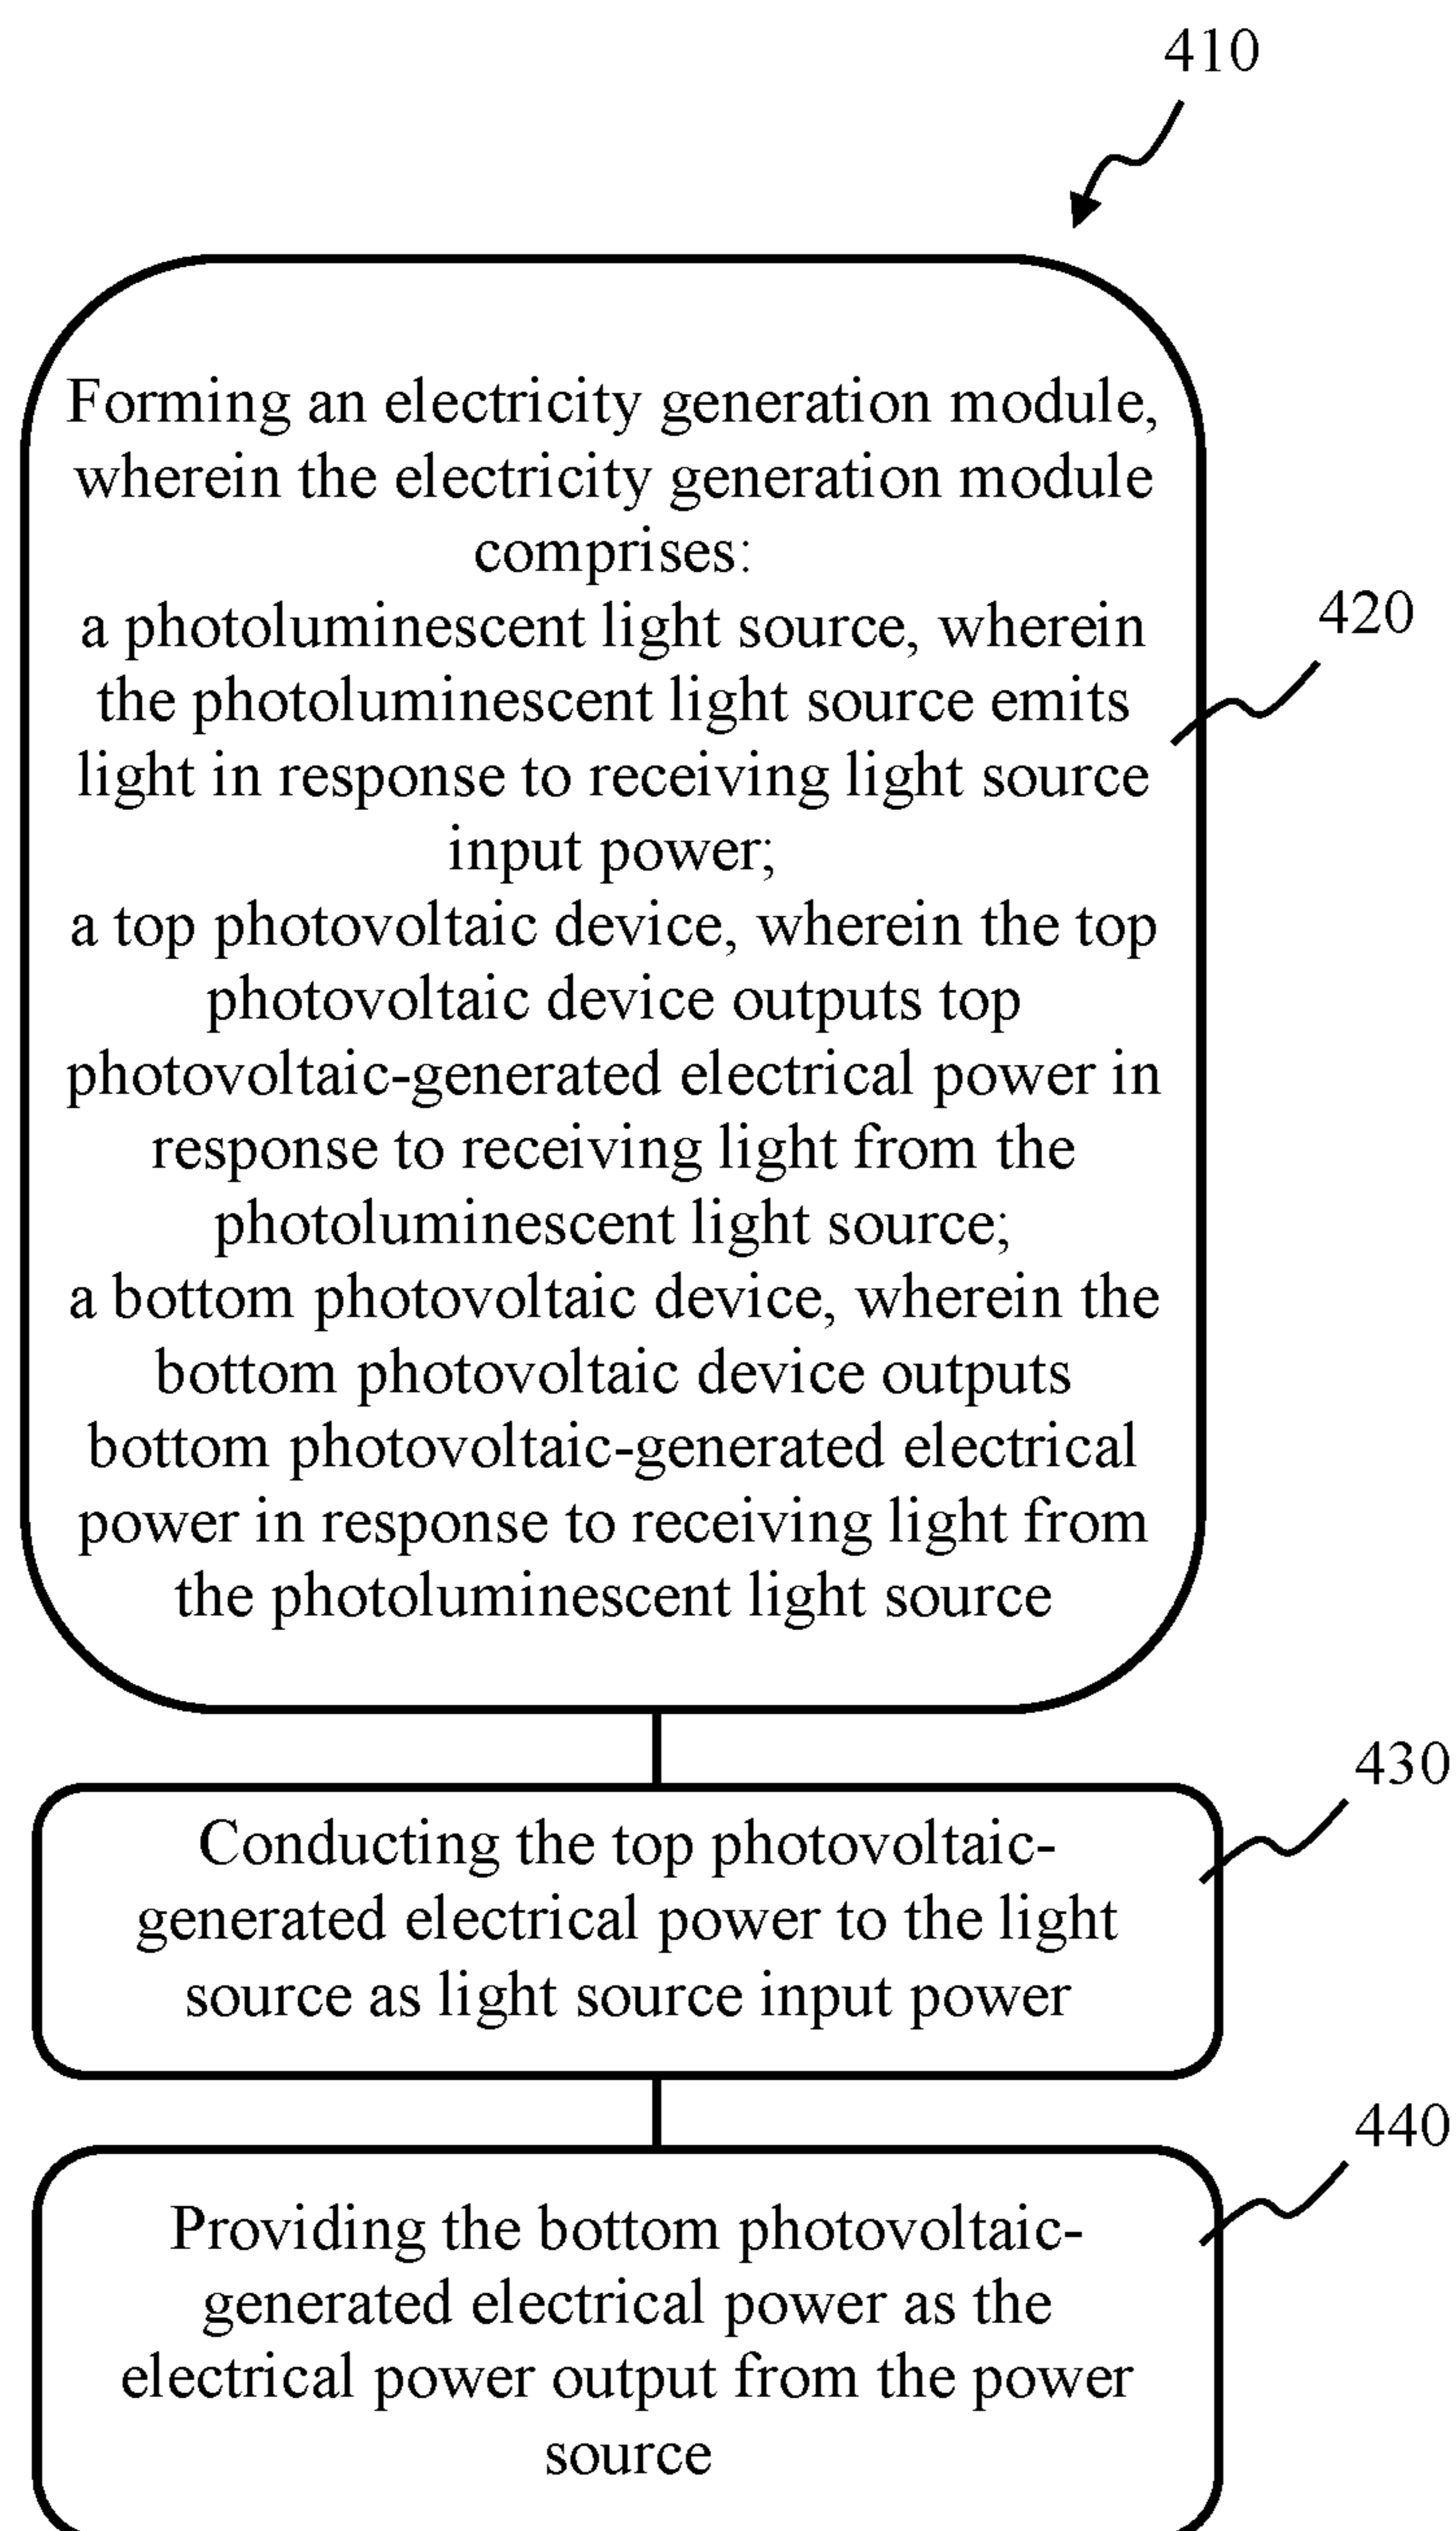 410
Forming an electricity generation module,
wherein the electricity generation module
comprises:
a photoluminescent light source, wherein
the photoluminescent light source emits
light in response to receiving light source
input power;
a top photovoltaic device, wherein the top
photovoltaic device outputs top
photovoltaic-generated electrical power in
response to receiving light from the
photoluminescent light source;
a bottom photovoltaic device, wherein the
bottom photovoltaic device outputs
bottom photovoltaic-generated electrical
power in response to receiving light from
the photoluminescent light source
420
Conducting the top photovoltaic-
generated electrical power to the light
source as light source input power
430
Providing the bottom photovoltaic-
generated electrical power as the
electrical power output from the power
source
440